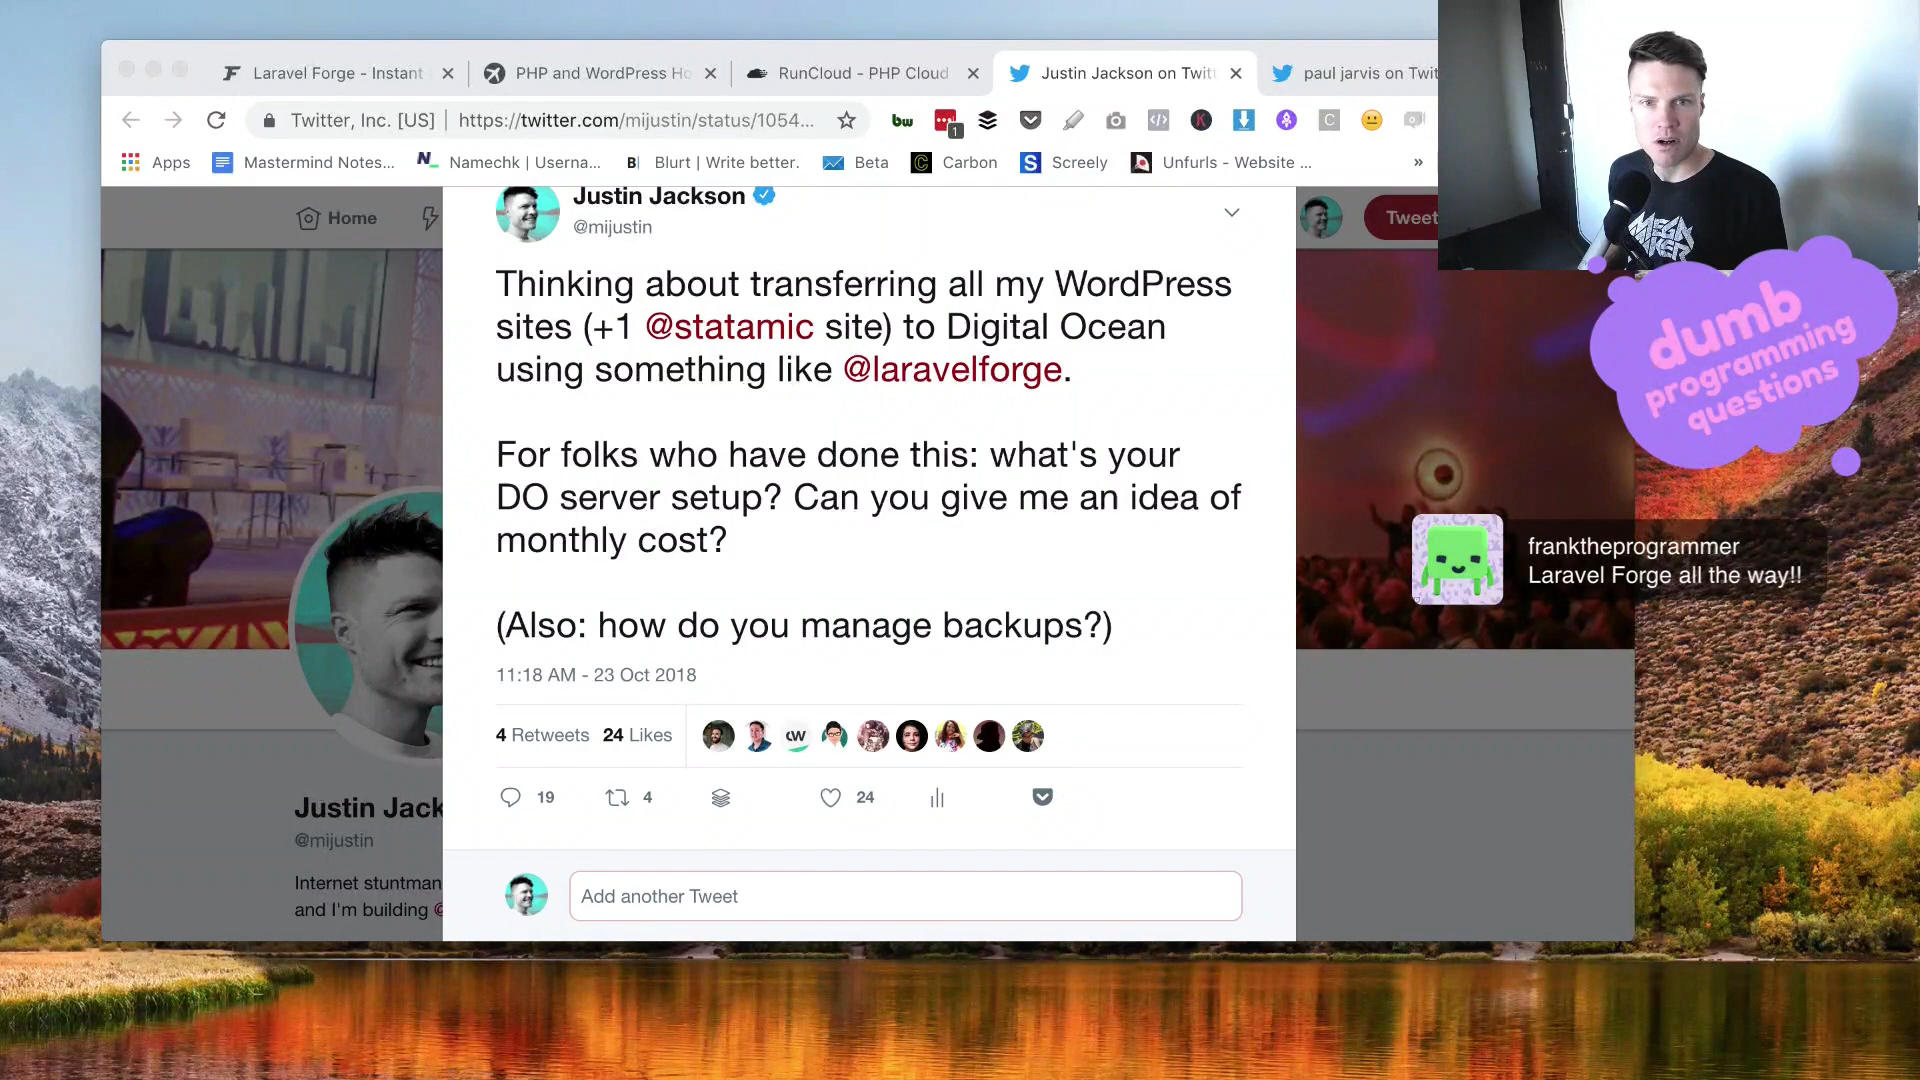 Laravel Forge - Instant
PHP and WordPress Ho
RunCloud - PHP Cloud
Justin Jackson on Twitt
paul jarvis on Twit
Twitter, Inc. [US]
https://twitter.com/mijustin/status/1054...
bw
1
K
C
Apps
Mastermind Notes...
N
Namechk | Userna...
B
Blurt | Write better.
Beta
C
Carbon
S
Screely
Unfurls - Website ...
»
Home
Justin Jackson
@mijustin
Tweet
Thinking about transferring all my WordPress
sites (+1 @statamic site) to Digital Ocean
using something like @laravelforge.
For folks who have done this: what's your
DO server setup? Can you give me an idea of
monthly cost?
(Also: how do you manage backups?)
11:18 AM - 23 Oct 2018
4 Retweets 24 Likes
cw
19
4
24
Justin Jack
@mijustin
Internet stuntman
and I'm building @
Add another Tweet
MEGA
MAKER
dumb
programming
questions
franktheprogrammer
Laravel Forge all the way!!